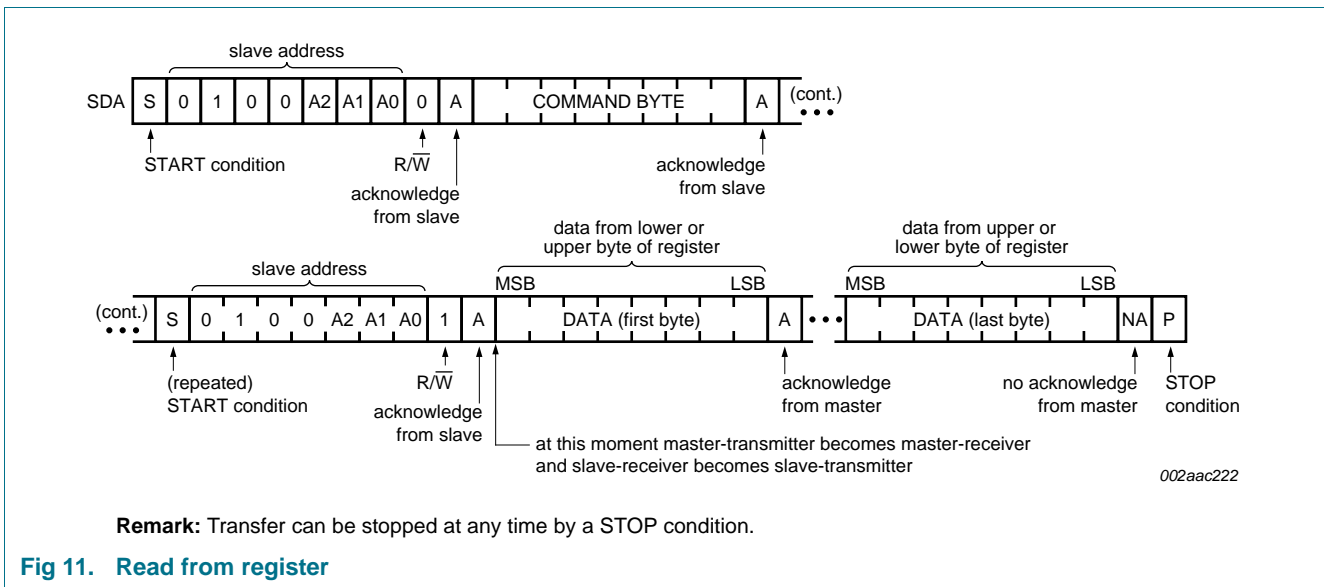 slave address
SDA S 0 1 0 0 A2 A1 A0 0 A COMMAND BYTE A (cont.)
START condition
R/W̅
acknowledge
from slave
acknowledge
from slave
data from lower or
upper byte of register
data from upper or
lower byte of register
slave address
MSB LSB MSB LSB
(cont.) S 0 1 0 0 A2 A1 A0 1 A DATA (first byte) A DATA (last byte) NA P
(repeated)
START condition
R/W̅
acknowledge
from slave
acknowledge
from master
no acknowledge
from master
STOP
condition
at this moment master-transmitter becomes master-receiver
and slave-receiver becomes slave-transmitter
002aac222
Remark: Transfer can be stopped at any time by a STOP condition.
Fig 11. Read from register